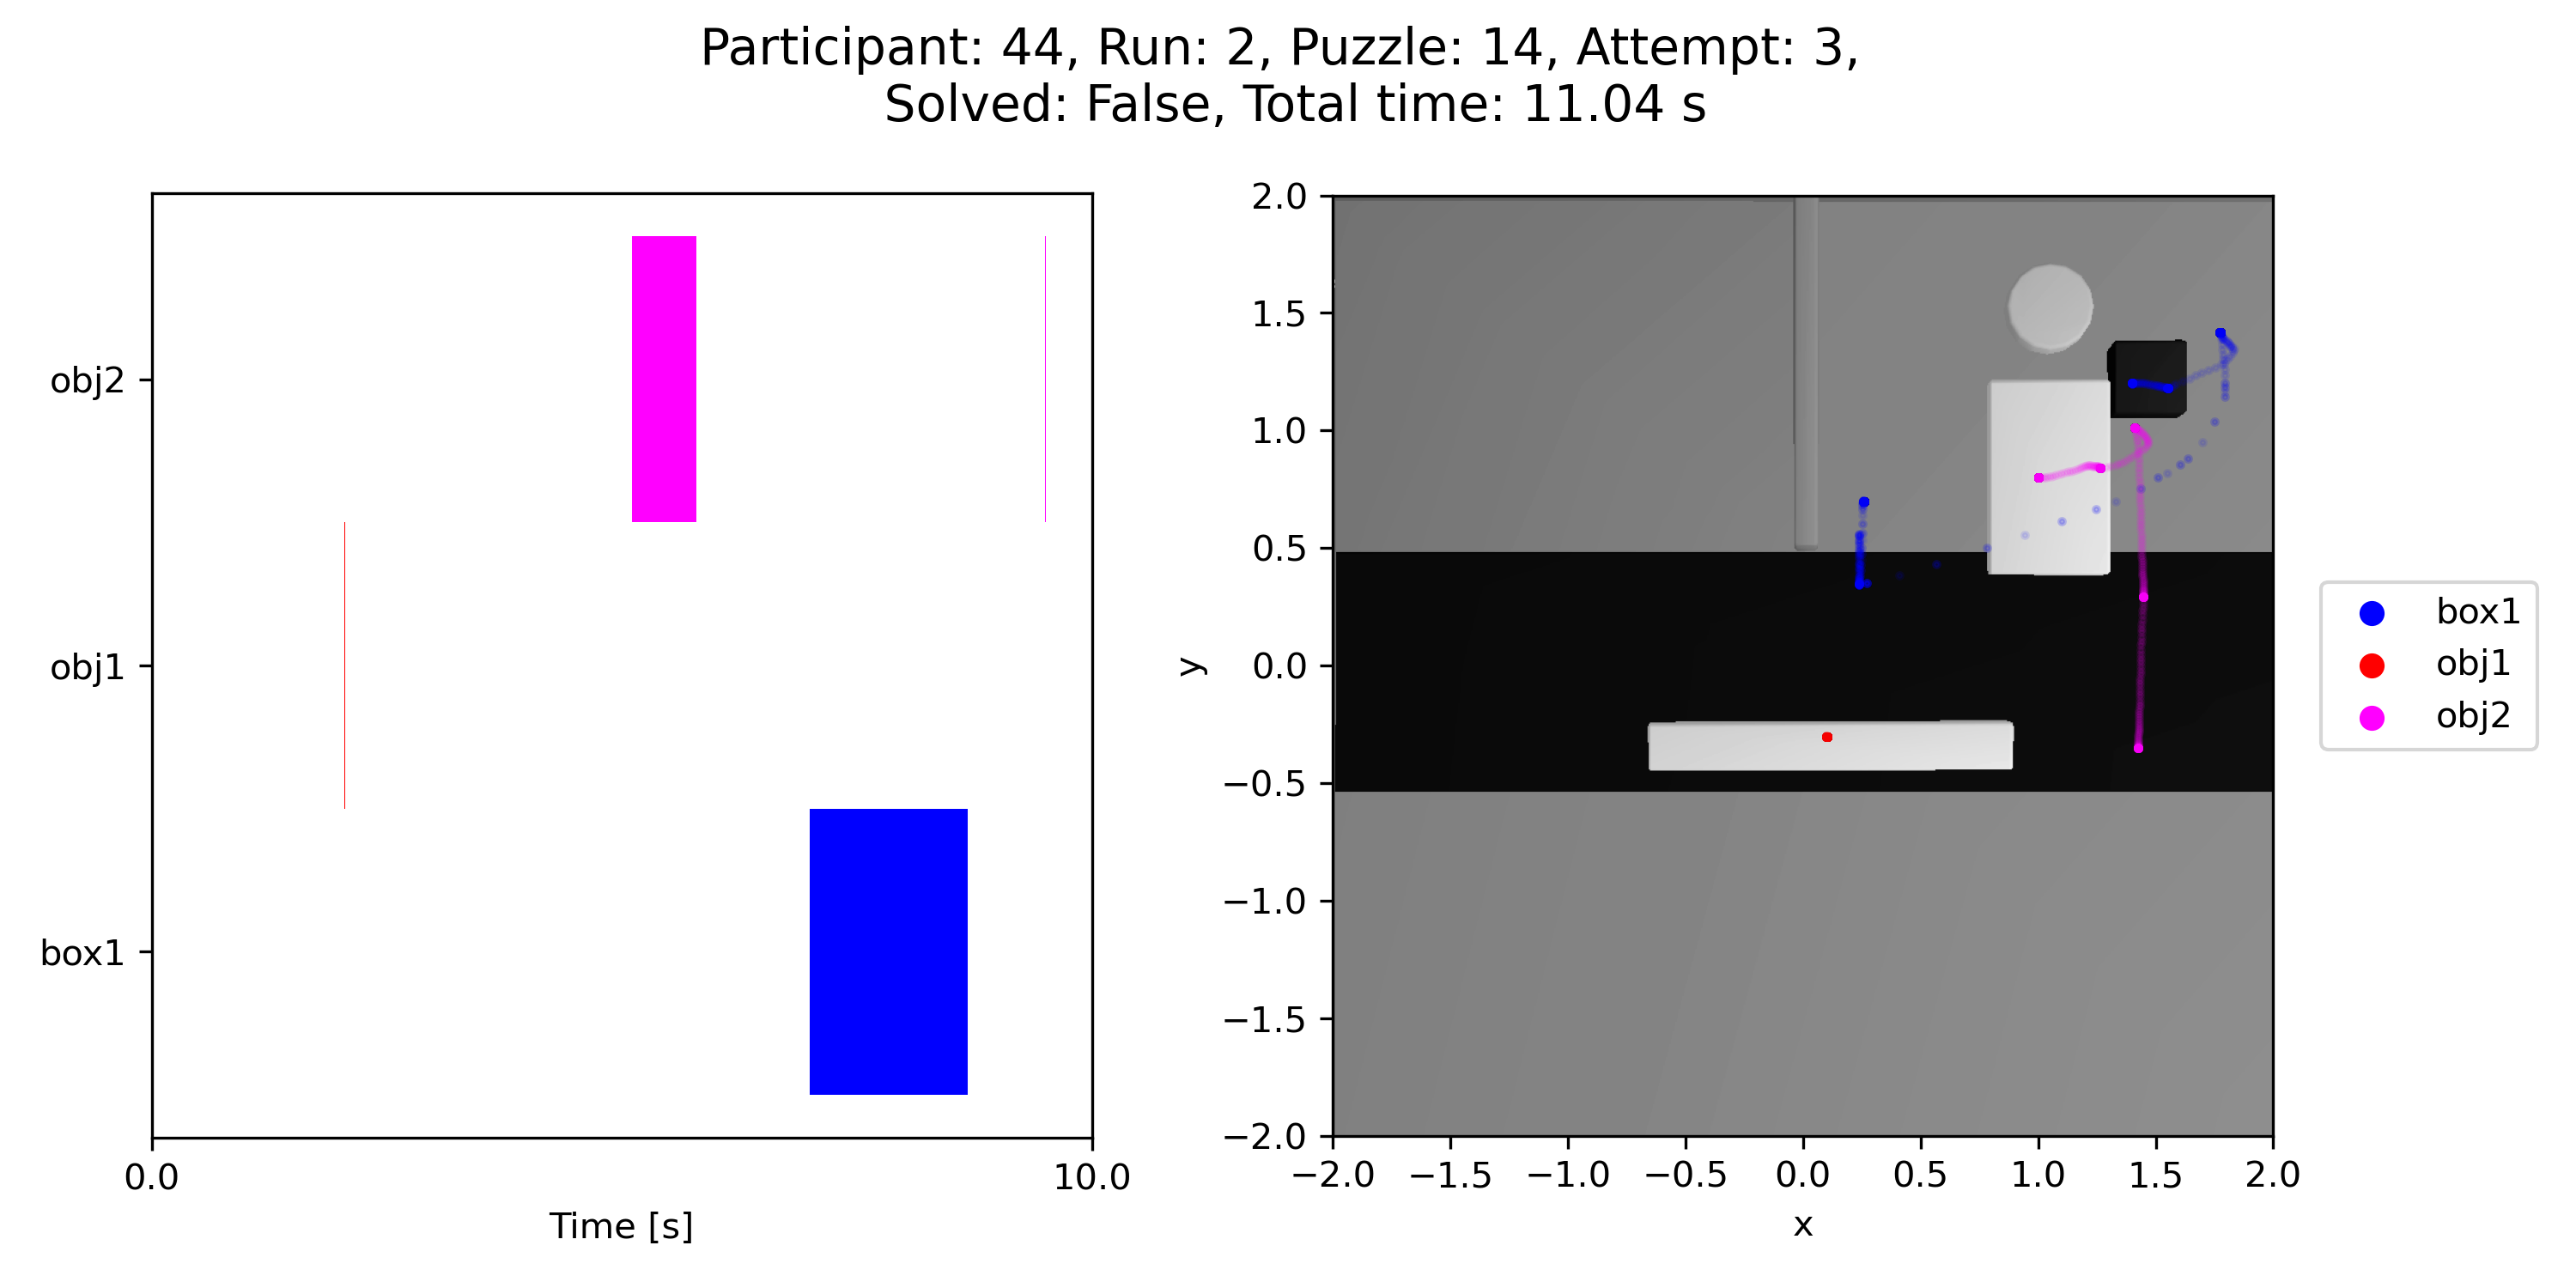 Participant: 44, Run: 2, Puzzle: 14, Attempt: 3,
Solved: False, Total time: 11.04 s
obj2
obj1
box1
0.0
10.0
Time [s]
2.0
1.5
1.0
0.5
0.0
−0.5
−1.0
−1.5
−2.0
y
−2.0
−1.5
−1.0
−0.5
0.0
0.5
1.0
1.5
2.0
x
box1
obj1
obj2